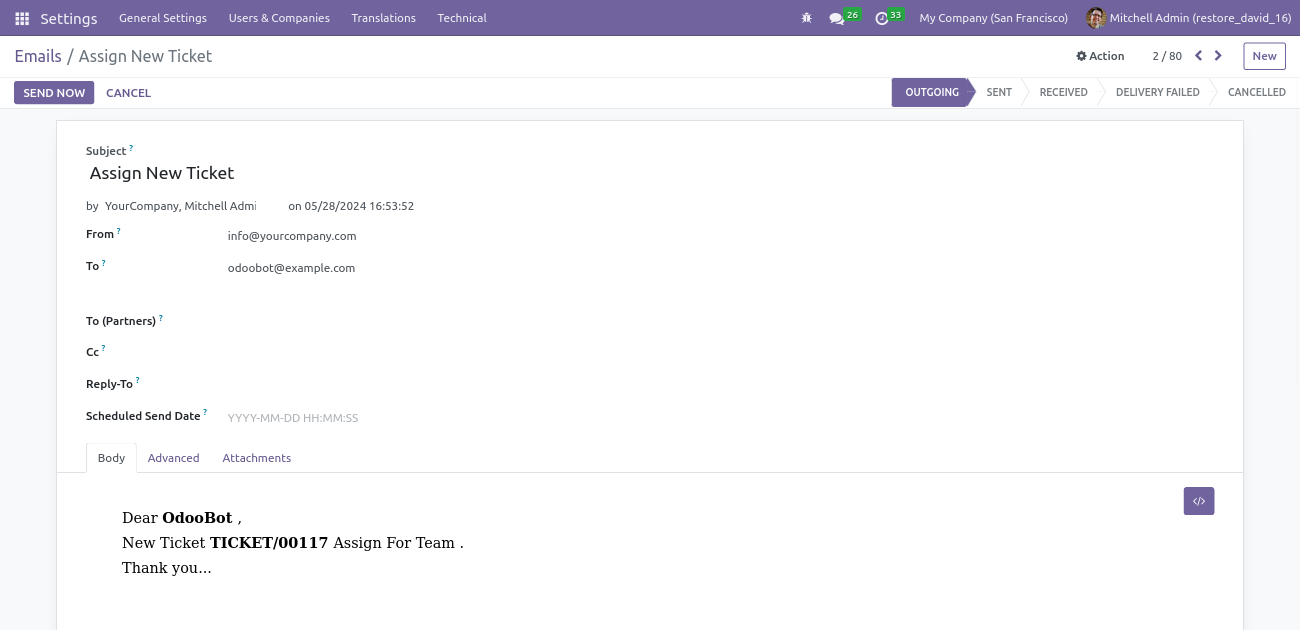 Settings General Settings Users & Companies Translations Technical 26 33 My Company (San Francisco) Mitchell Admin (restore_david_16)
Emails / Assign New Ticket Action 2 / 80 New
SEND NOW CANCEL OUTGOING SENT RECEIVED DELIVERY FAILED CANCELLED
Subject ?
Assign New Ticket
by YourCompany, Mitchell Admi on 05/28/2024 16:53:52
From ? info@yourcompany.com
To ? odoobot@example.com
To (Partners) ?
Cc ?
Reply-To ?
Scheduled Send Date ? YYYY-MM-DD HH:MM:SS
Body Advanced Attachments
</>
Dear OdooBot ,
New Ticket TICKET/00117 Assign For Team .
Thank you...